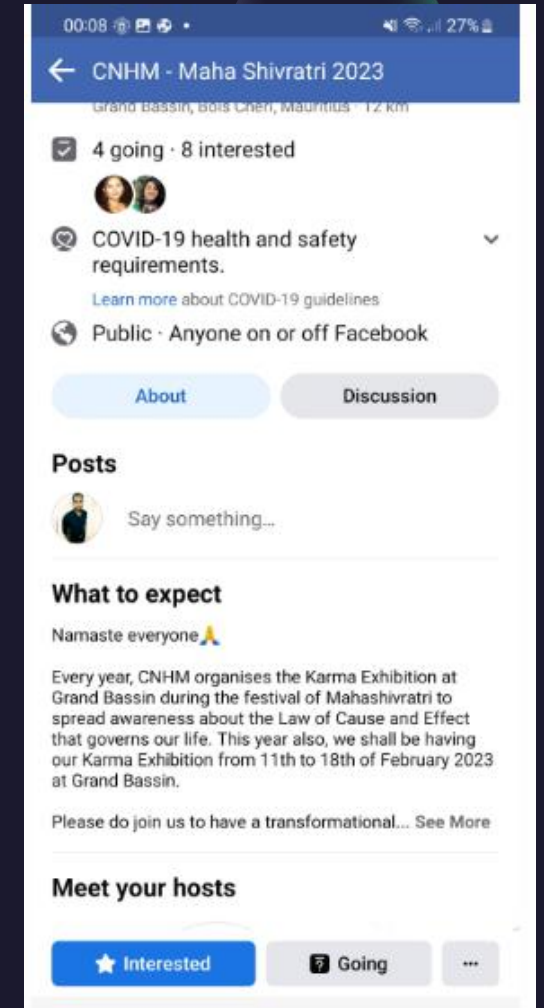 00:08
27%
CNHM - Maha Shivratri 2023
Grand Bassin, Bois Cheri, Mauritius · 12 km
4 going · 8 interested
COVID-19 health and safety
requirements.
Learn more about COVID-19 guidelines
Public · Anyone on or off Facebook
About
Discussion
Posts
Say something...
What to expect
Namaste everyone🙏
Every year, CNHM organises the Karma Exhibition at
Grand Bassin during the festival of Mahashivratri to
spread awareness about the Law of Cause and Effect
that governs our life. This year also, we shall be having
our Karma Exhibition from 11th to 18th of February 2023
at Grand Bassin.
Please do join us to have a transformational... See More
Meet your hosts
Interested
Going